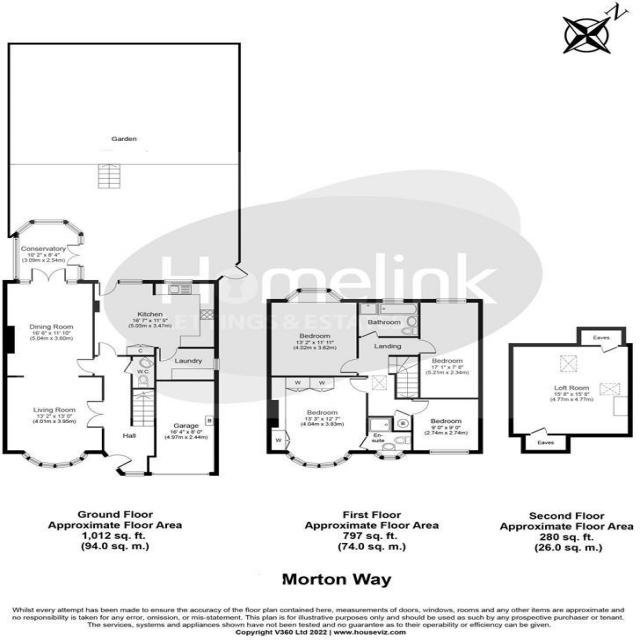 N
Garden
Conservatory
10' 2" x 8' 4"
(3.09m x 2.54m)
Homelink
LETTINGS & ESTA
Dining Room
16' 6" x 11' 10"
(5.04m x 3.60m)
Kitchen
16' 7" x 11' 5"
(5.05m x 3.47m)
C
W.C
Laundry
Living Room
13' 2" x 13' 0"
(4.01m x 3.95m)
Hall
Garage
16' 4" x 8' 0"
(4.97m x 2.44m)
Bedroom
13' 2" x 11' 11"
(4.02m x 3.62m)
Bathroom
Landing
Bedroom
17' 1" x 7' 8"
(5.21m x 2.34m)
W
W
Bedroom
13' 3" x 12' 7"
(4.04m x 3.83m)
W
En-
suite
Bedroom
9' 0" x 9' 0"
(2.74m x 2.74m)
Eaves
Loft Room
15' 8" x 15' 8"
(4.77m x 4.77m)
Eaves
Ground Floor
Approximate Floor Area
1,012 sq. ft.
(94.0 sq. m.)
First Floor
Approximate Floor Area
797 sq. ft.
(74.0 sq. m.)
Second Floor
Approximate Floor Area
280 sq. ft.
(26.0 sq. m.)
Morton Way
Whilst every attempt has been made to ensure the accuracy of the floor plan contained here, measurements of doors, windows, rooms and any other items are approximate and
no responsibility is taken for any error, omission, or mis-statement. This plan is for illustrative purposes only and should be used as such by any prospective purchaser or tenant.
The services, systems and appliances shown have not been tested and no guarantee as to their operability or efficiency can be given.
Copyright V360 Ltd 2022 | www.houseviz.com